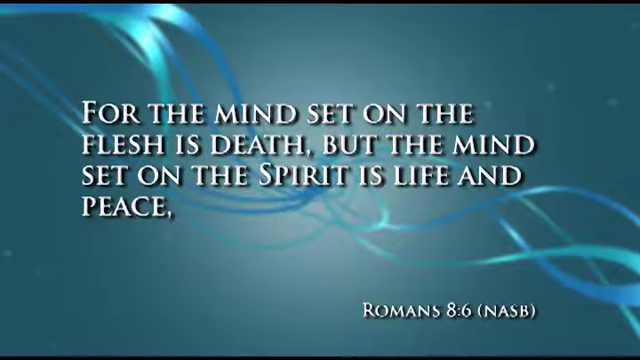 For the mind set on the
flesh is death, but the mind
set on the Spirit is life and
peace,
Romans 8:6 (NASB)